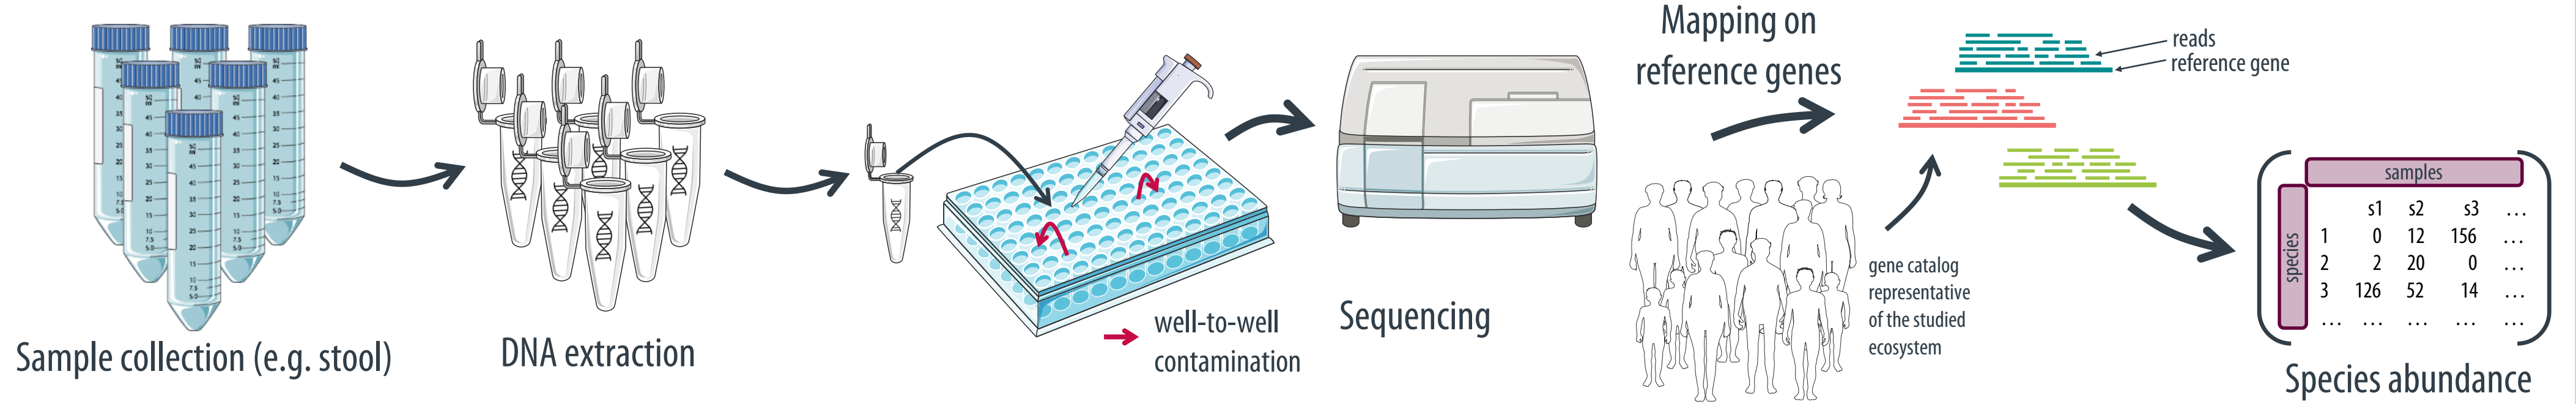 Sample collection (e.g. stool)
DNA extraction
well-to-well
contamination
Sequencing
Mapping on
reference genes
gene catalog
representative
of the studied
ecosystem
reads
reference gene
samples
species
s1 s2 s3 ...
1 0 12 156 ...
2 2 20 0 ...
3 126 52 14 ...
... ... ... ... ...
Species abundance